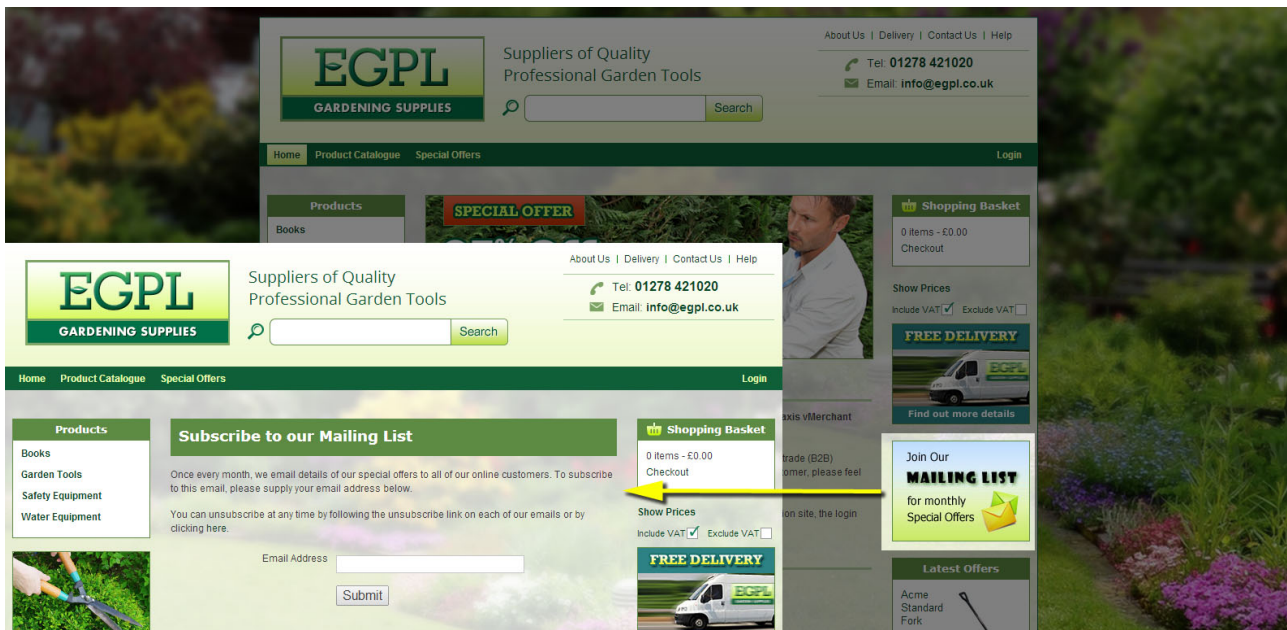 About Us | Delivery | Contact Us | Help
EGPL
GARDENING SUPPLIES
Suppliers of Quality
Professional Garden Tools
Tel: 01278 421020
Email: info@egpl.co.uk
Search
Home Product Catalogue Special Offers Login
Products
Books
SPECIAL OFFER
Shopping Basket
0 items - £0.00
Checkout
Show Prices
Include VAT Exclude VAT
FREE DELIVERY
EGPL
Find out more details
axis vMerchant
trade (B2B)
omer, please feel
on site, the login
Join Our
MAILING LIST
for monthly
Special Offers
Latest Offers
Acme
Standard
Fork
About Us | Delivery | Contact Us | Help
EGPL
GARDENING SUPPLIES
Suppliers of Quality
Professional Garden Tools
Tel: 01278 421020
Email: info@egpl.co.uk
Search
Home Product Catalogue Special Offers Login
Products
Books
Garden Tools
Safety Equipment
Water Equipment
Subscribe to our Mailing List
Once every month, we email details of our special offers to all of our online customers. To subscribe
to this email, please supply your email address below.
You can unsubscribe at any time by following the unsubscribe link on each of our emails or by
clicking here.
Email Address
Submit
Shopping Basket
0 items - £0.00
Checkout
Show Prices
Include VAT Exclude VAT
FREE DELIVERY
EGPL